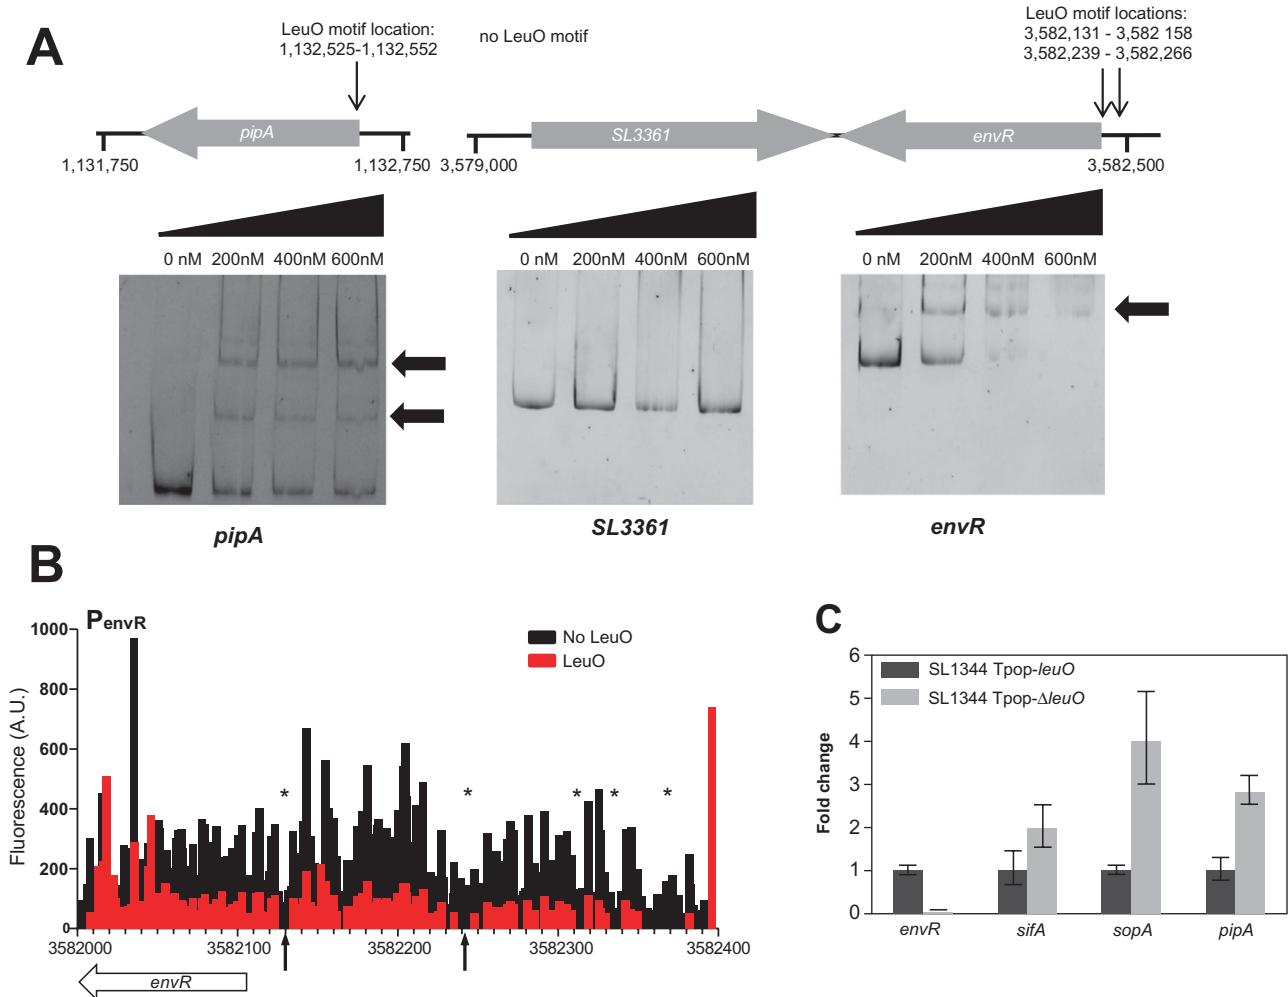 A
LeuO motif location:
1,132,525-1,132,552
no LeuO motif
LeuO motif locations:
3,582,131 - 3,582 158
3,582,239 - 3,582,266
pipA
SL3361
envR
1,131,750
1,132,750
3,579,000
3,582,500
0 nM 200nM 400nM 600nM
0 nM 200nM 400nM 600nM
0 nM 200nM 400nM 600nM
pipA
SL3361
envR
B
PenvR
No LeuO
LeuO
Fluorescence (A.U.)
1000
800
600
400
200
0
* * * * *
3582000 3582100 3582200 3582300 3582400
envR
C
SL1344 Tpop-leuO
SL1344 Tpop-ΔleuO
Fold change
6
5
4
3
2
1
0
envR sifA sopA pipA